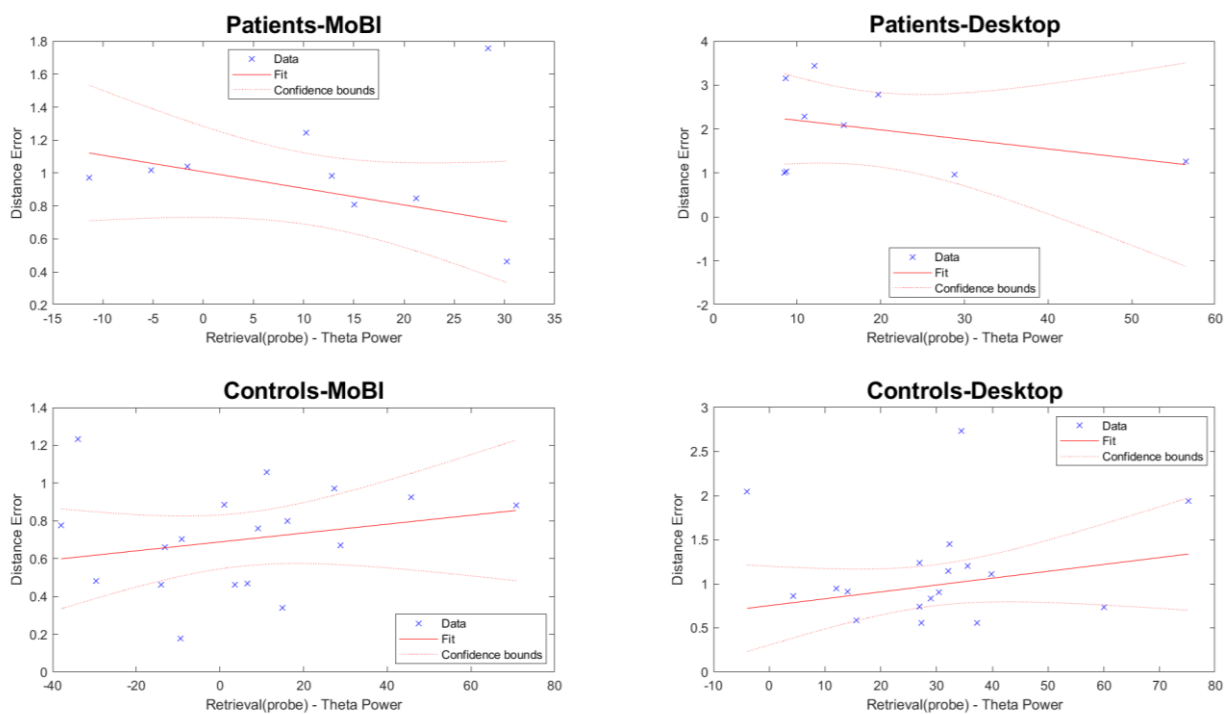 Patients-MoBI
1.8
1.6
1.4
1.2
1
0.8
0.6
0.4
0.2
Distance Error
Data
Fit
Confidence bounds
-15 -10 -5 0 5 10 15 20 25 30 35
Retrieval(probe) - Theta Power
Patients-Desktop
4
3
2
1
0
-1
-2
Distance Error
Data
Fit
Confidence bounds
0 10 20 30 40 50 60
Retrieval(probe) - Theta Power
Controls-MoBI
1.4
1.2
1
0.8
0.6
0.4
0.2
0
Distance Error
Data
Fit
Confidence bounds
-40 -20 0 20 40 60 80
Retrieval(probe) - Theta Power
Controls-Desktop
3
2.5
2
1.5
1
0.5
0
Distance Error
Data
Fit
Confidence bounds
-10 0 10 20 30 40 50 60 70 80
Retrieval(probe) - Theta Power